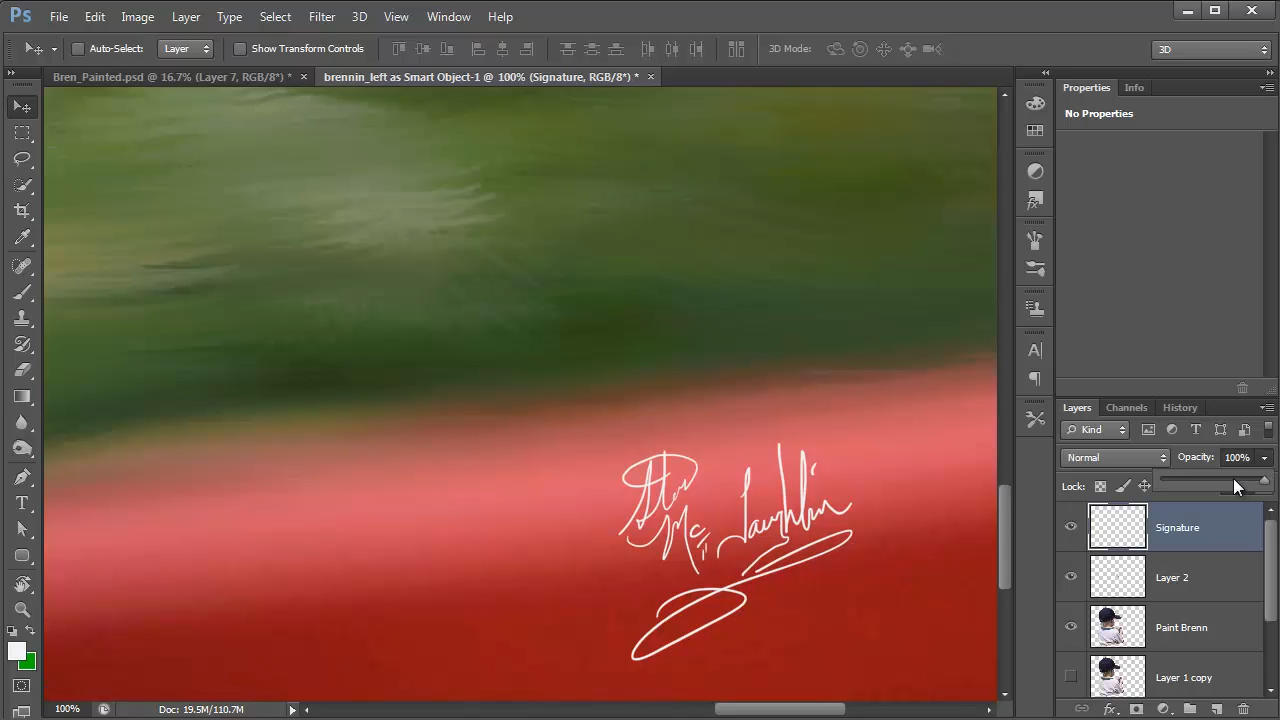 Ps File Edit Image Layer Type Select Filter 3D View Window Help
Auto-Select: Layer Show Transform Controls 3D Mode: 3D
Bren_Painted.psd @ 16.7% (Layer 7, RGB/8*) * × brennin_left as Smart Object-1 @ 100% (Signature, RGB/8*) * ×
Properties Info
No Properties
Layers Channels History
Kind
Normal Opacity: 100%
Lock:
Signature
Layer 2
Paint Brenn
Layer 1 copy
Mc
Laughlin
100% Doc: 19.5M/110.7M